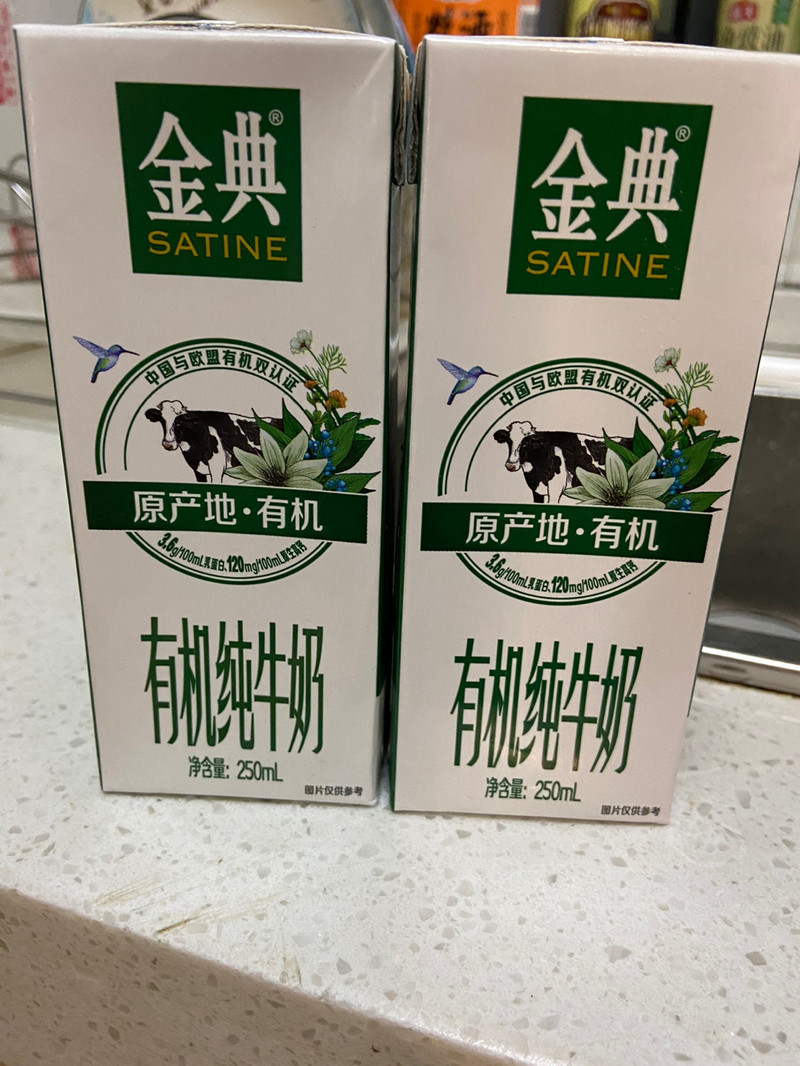 金典®
SATINE
中国与欧盟有机双认证
原产地·有机
3.6g/100mL乳蛋白、120mg/100mL原生高钙
有机纯牛奶
净含量: 250mL
图片仅供参考
金典®
SATINE
中国与欧盟有机双认证
原产地·有机
3.6g/100mL乳蛋白、120mg/100mL原生高钙
有机纯牛奶
净含量: 250mL
图片仅供参考